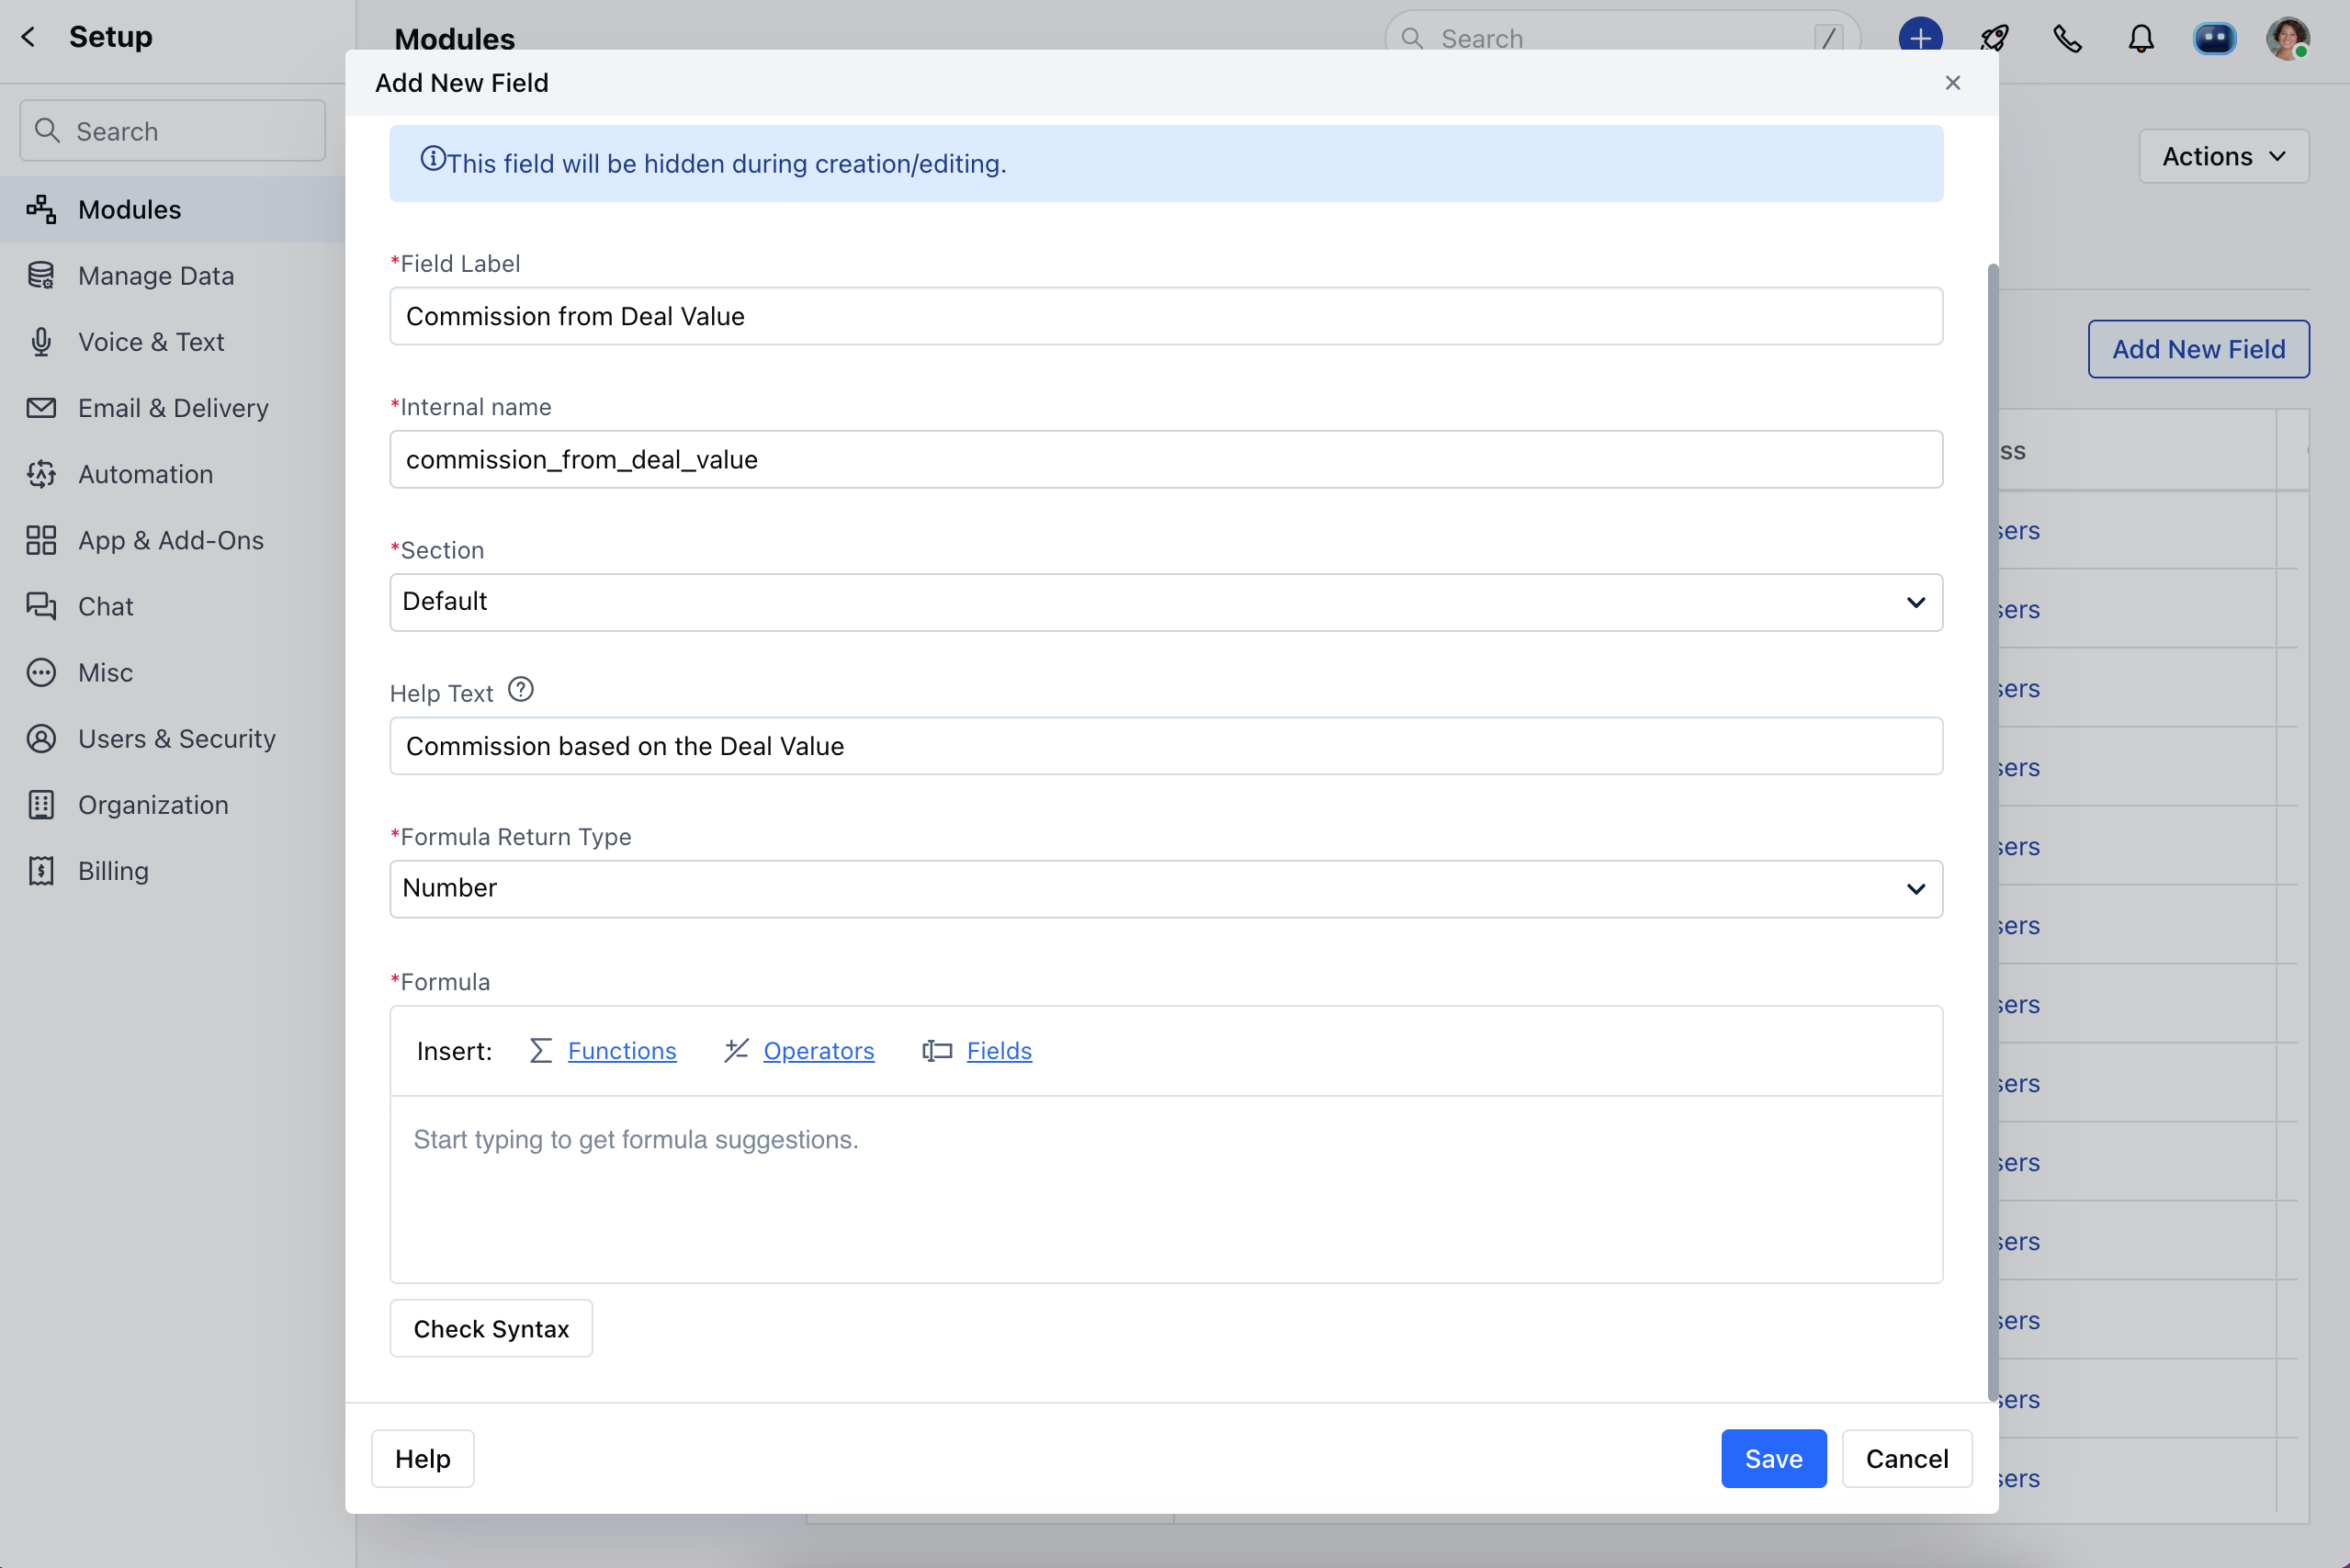 Setup
Modules
Search
/
Add New Field
Search
Actions
This field will be hidden during creation/editing.
Modules
*Field Label
Manage Data
Commission from Deal Value
Voice & Text
Add New Field
*Internal name
Email & Delivery
commission_from_deal_value
ss
Automation
sers
App & Add-Ons
*Section
Default
Chat
sers
Misc
Help Text
sers
Users & Security
Commission based on the Deal Value
sers
Organization
*Formula Return Type
sers
Billing
Number
sers
*Formula
sers
Insert:
Functions
Operators
Fields
sers
Start typing to get formula suggestions.
sers
sers
Check Syntax
sers
sers
Help
Save
Cancel
sers